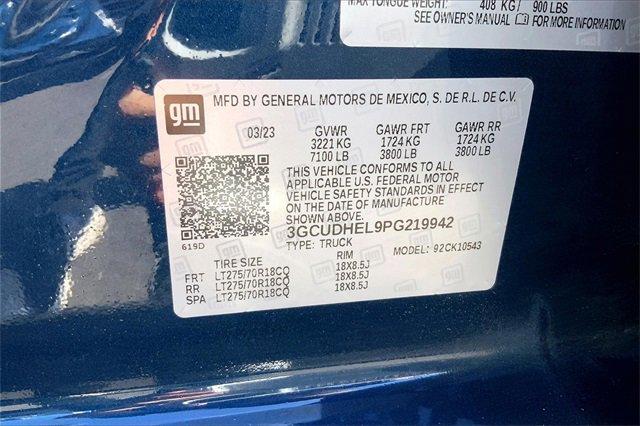 MAX TONGUE WEIGHT: 408 KG 900 LBS
SEE OWNER'S MANUAL FOR MORE INFORMATION
gm
MFD BY GENERAL MOTORS DE MEXICO, S. DE R.L. DE C.V.
03/23 GVWR GAWR FRT GAWR RR
3221 KG 1724 KG 1724 KG
7100 LB 3800 LB 3800 LB
THIS VEHICLE CONFORMS TO ALL
APPLICABLE U.S. FEDERAL MOTOR
VEHICLE SAFETY STANDARDS IN EFFECT
ON THE DATE OF MANUFACTURE
SHOWN ABOVE.
3GCUDHEL9PG219942
619D
TYPE: TRUCK MODEL: 92CK10543
TIRE SIZE RIM
FRT LT275/70R18CQ 18X8.5J
RR LT275/70R18CQ 18X8.5J
SPA LT275/70R18CQ 18X8.5J